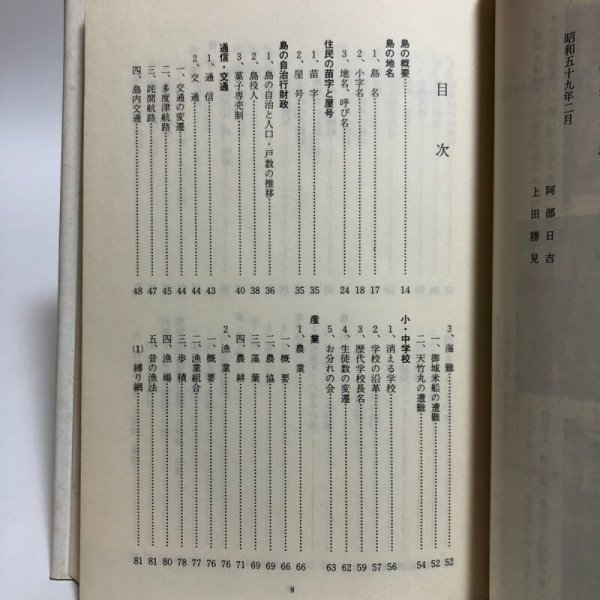 昭和五十九年二月
阿部日吉
上田勝見
目次
島の概要……14
島の地名
1、島名……17
2、小字名……18
3、地名、呼び名……24
住民の苗字と屋号
1、苗字……35
2、屋号……35
島の自治行財政
1、島の自治と人口・戸数の推移……36
2、島役人……38
3、菓子専売制……40
通信・交通
1、通信……43
2、交通……44
一、交通の変遷……44
二、多度津航路……45
三、詫間航路……47
四、島内交通……48
3、海難……52
一、御城米船の遭難……52
二、天竹丸の遭難……54
小・中学校
1、消える学校……56
2、学校の沿革……57
3、歴代学校長名……59
4、生徒数の変遷……62
5、お分れの会……63
産業
1、農業……66
一、概要……66
二、農協……69
三、藻葉……69
四、農耕……71
2、漁業……76
一、概要……76
二、漁業組合……77
三、歩積……78
四、漁場……80
五、昔の漁法……81
(1)縛り網……81
9